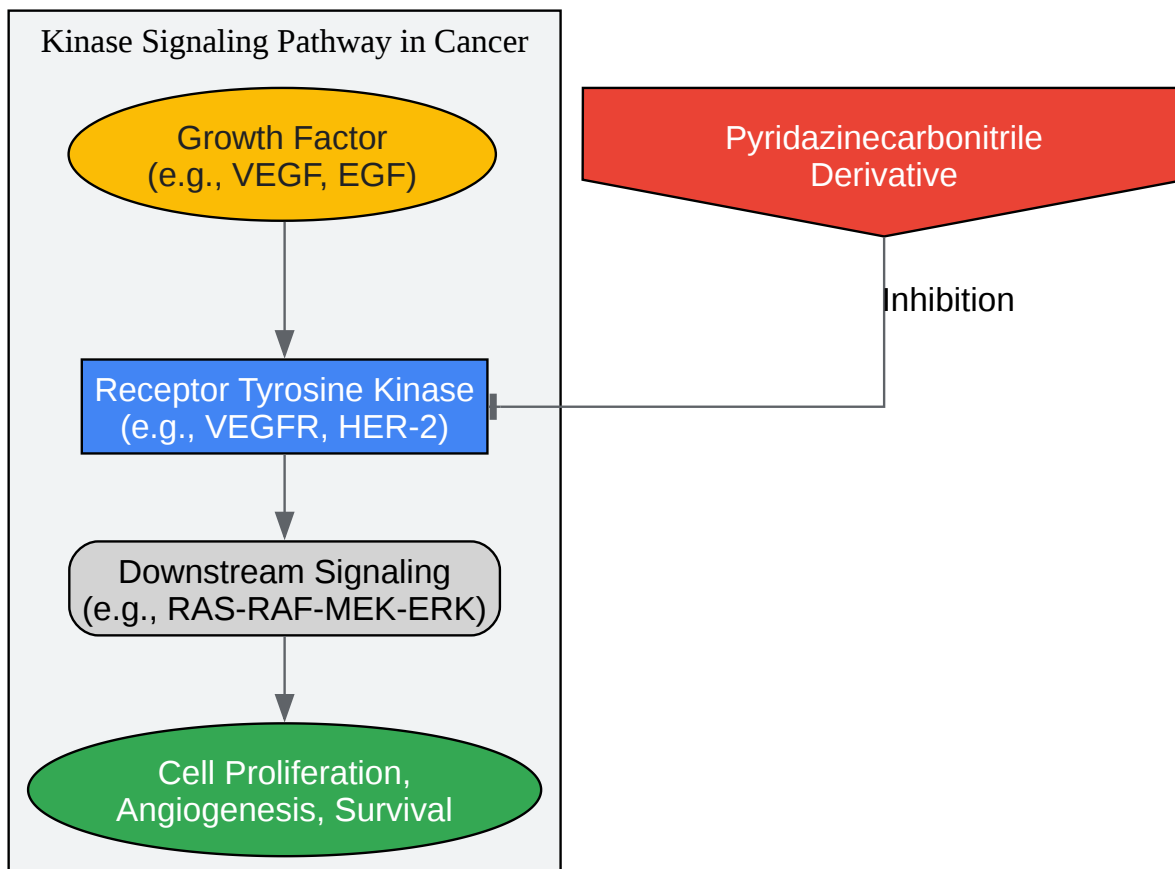 Kinase Signaling Pathway in Cancer
Growth Factor
(e.g., VEGF, EGF)
Pyridazinecarbonitrile
Derivative
Inhibition
Receptor Tyrosine Kinase
(e.g., VEGFR, HER-2)
Downstream Signaling
(e.g., RAS-RAF-MEK-ERK)
Cell Proliferation,
Angiogenesis, Survival